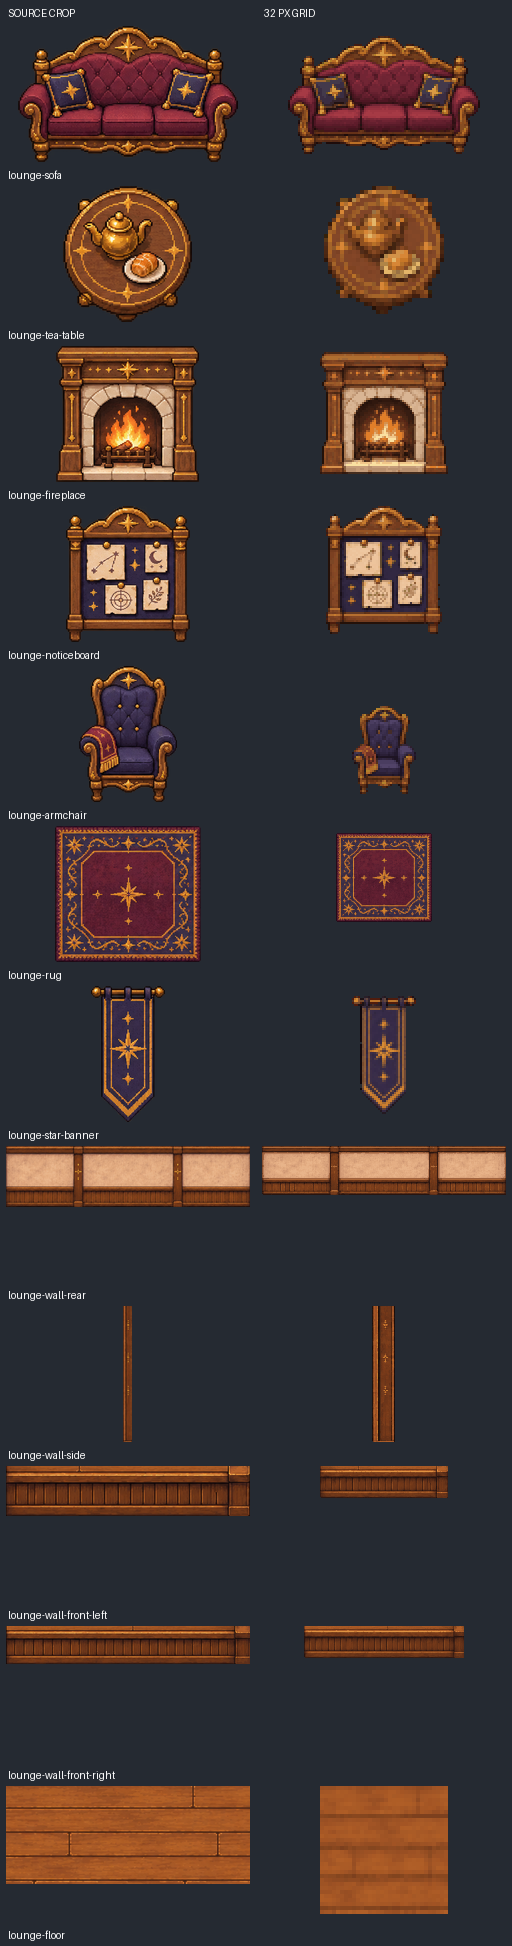 SOURCE CROP
32 PX GRID
lounge-sofa
lounge-tea-table
lounge-fireplace
lounge-noticeboard
lounge-armchair
lounge-rug
lounge-star-banner
lounge-wall-rear
lounge-wall-side
lounge-wall-front-left
lounge-wall-front-right
lounge-floor